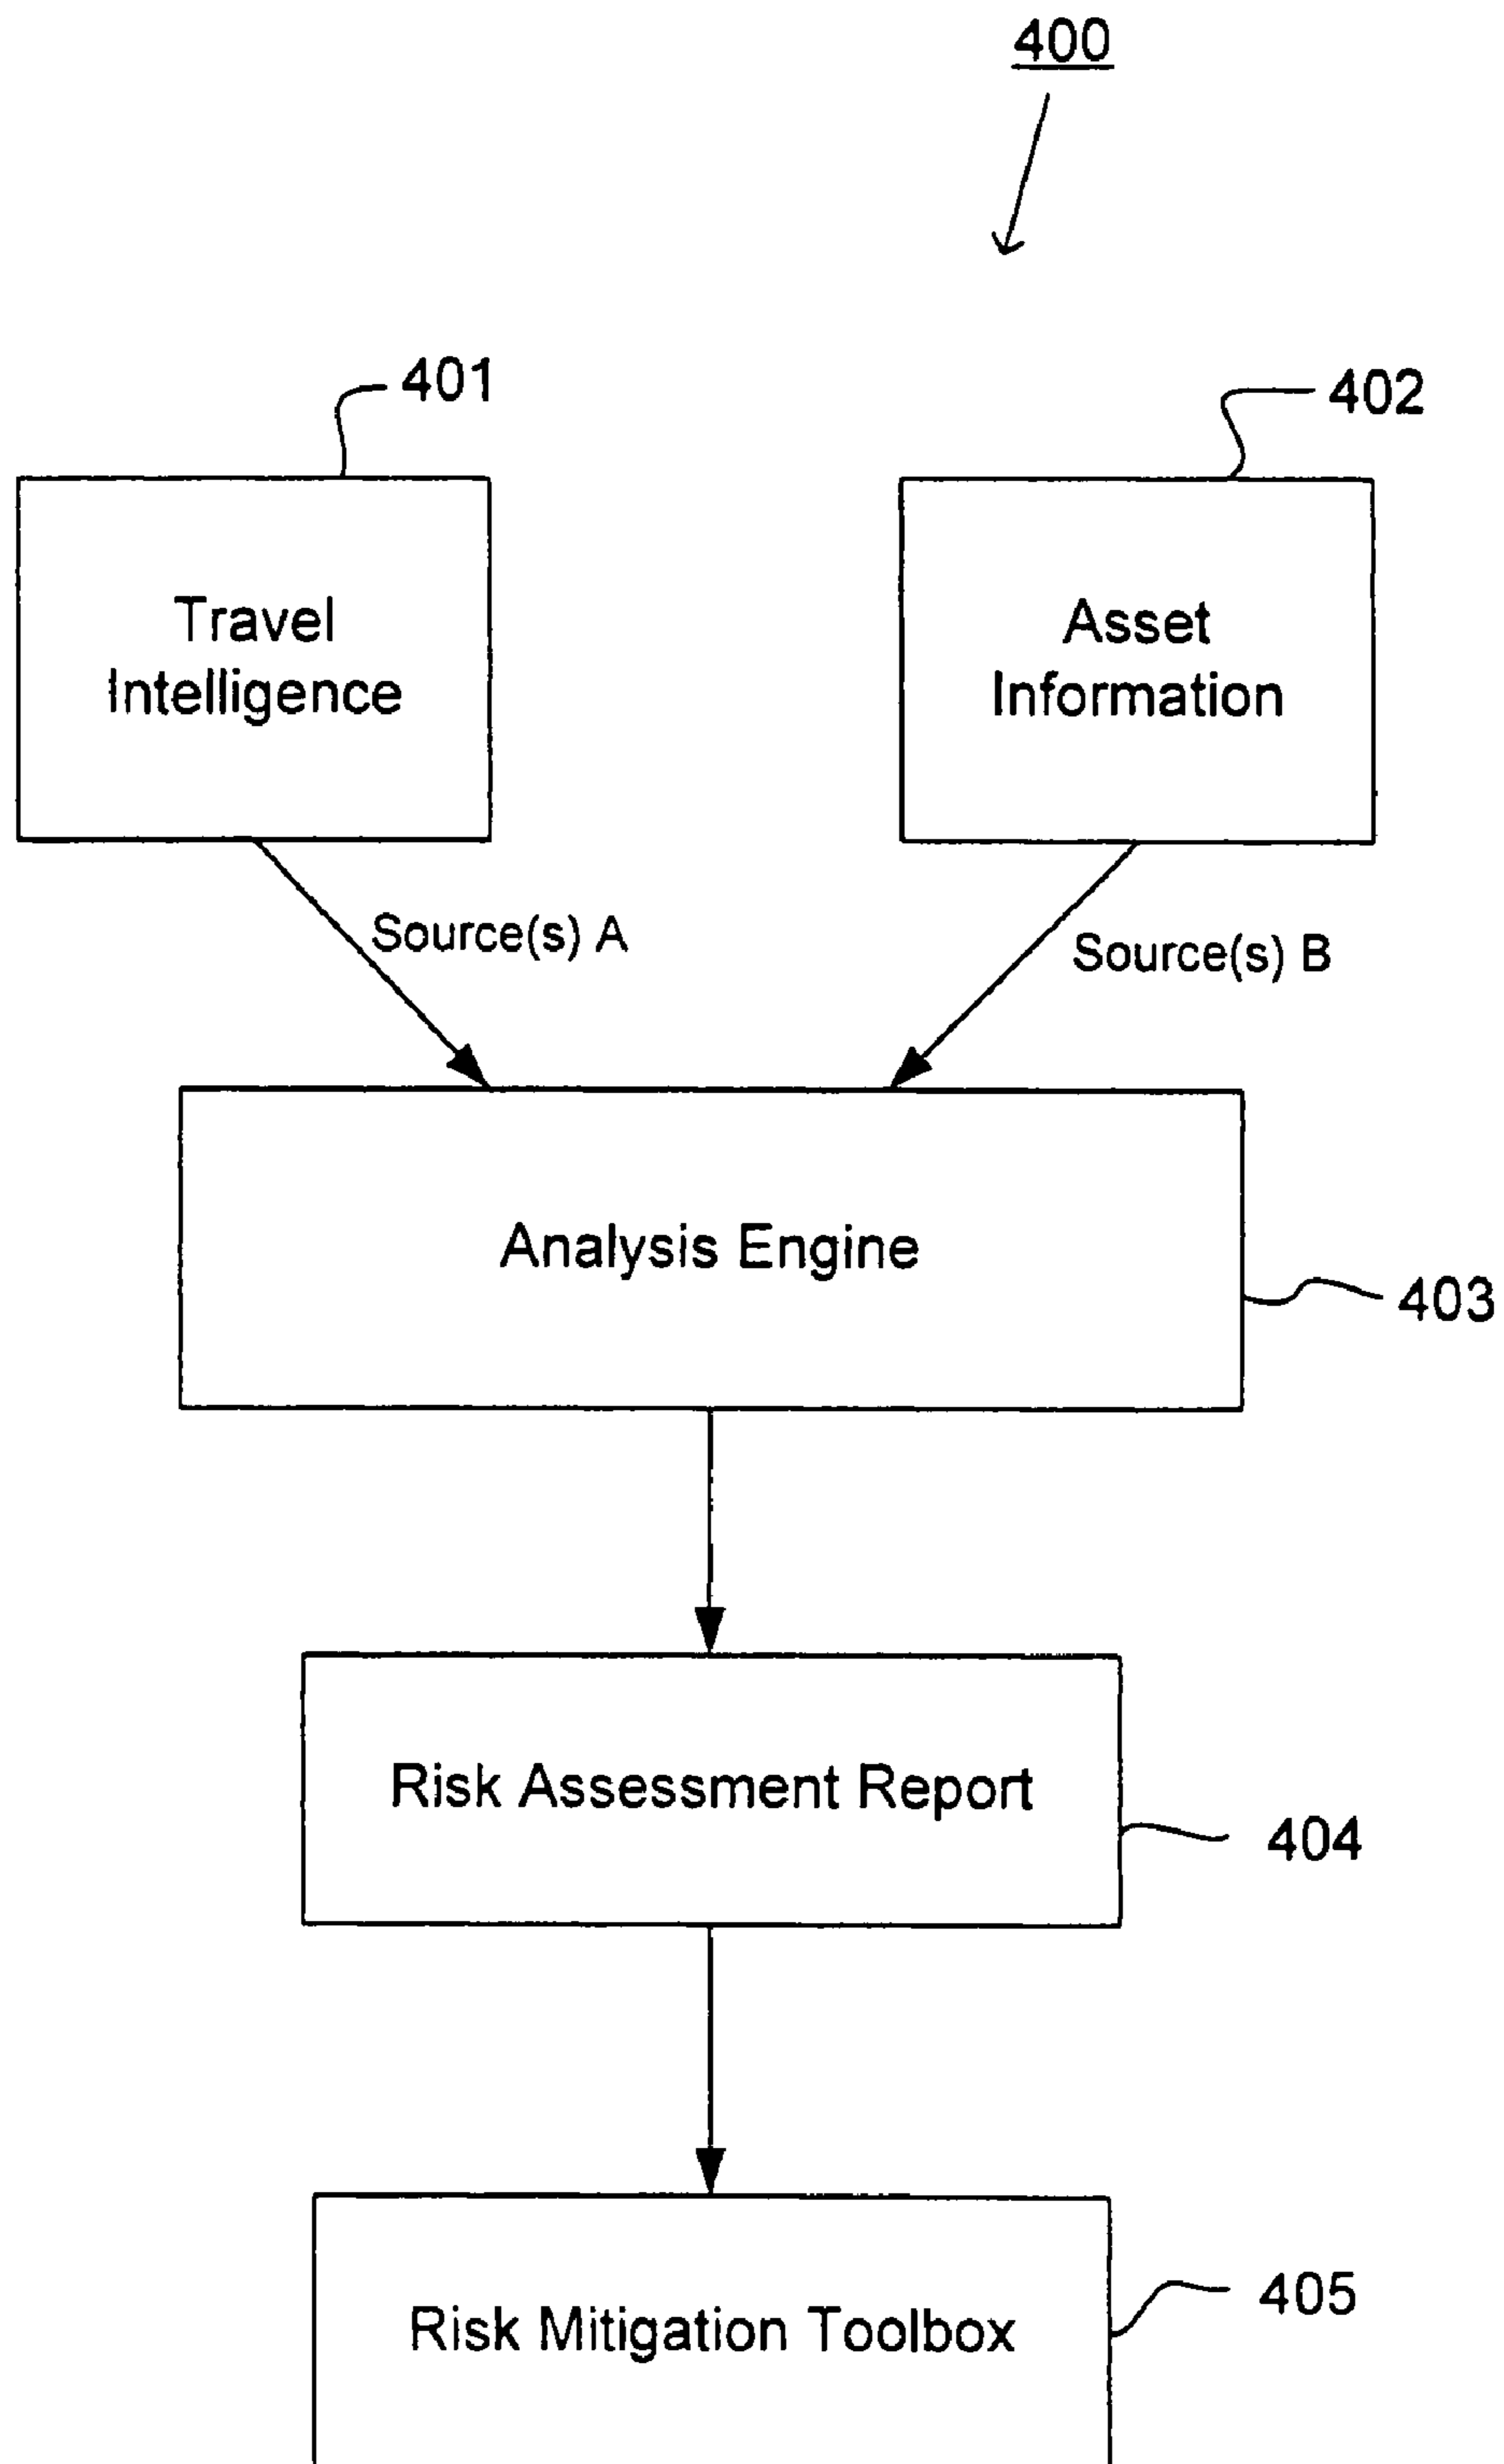 400
401
402
Travel
Intelligence
Asset
Information
Source(s) A
Source(s) B
Analysis Engine
403
Risk Assessment Report
404
405
Risk Mitigation Toolbox